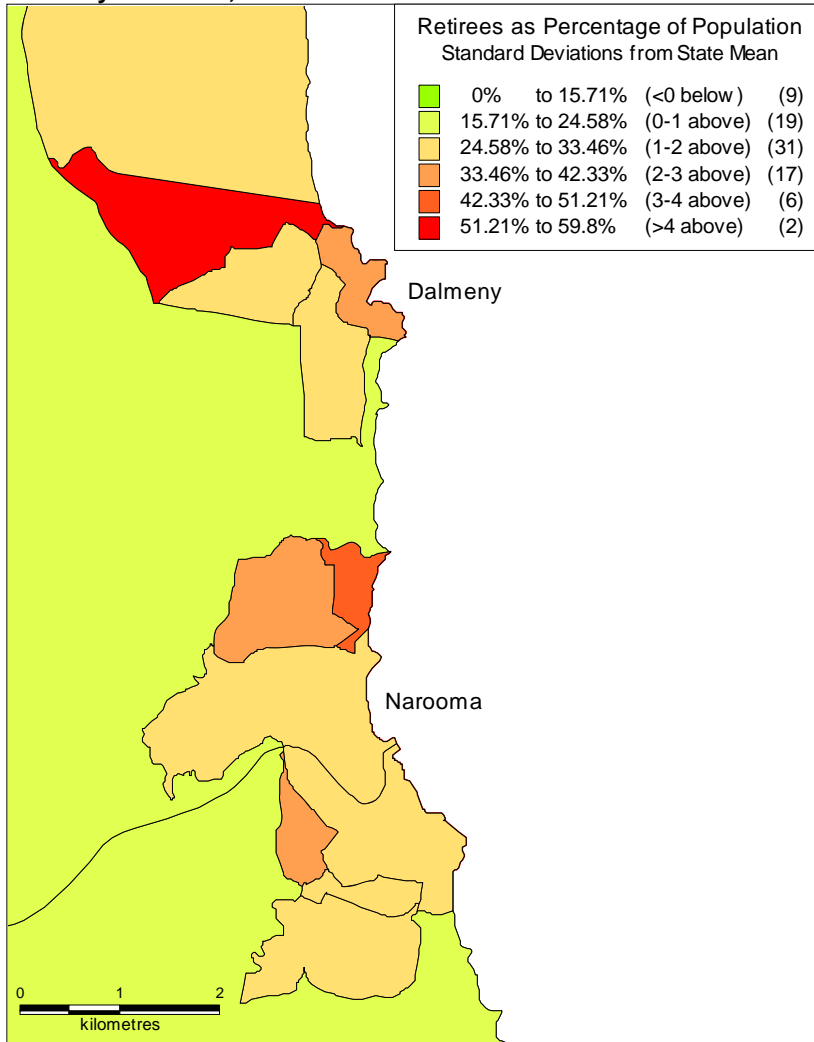 Retirees as Percentage of Population
Standard Deviations from State Mean
0% to 15.71% (<0 below) (9)
15.71% to 24.58% (0-1 above) (19)
24.58% to 33.46% (1-2 above) (31)
33.46% to 42.33% (2-3 above) (17)
42.33% to 51.21% (3-4 above) (6)
51.21% to 59.8% (>4 above) (2)
Dalmeny
Narooma
0 1 2
kilometres